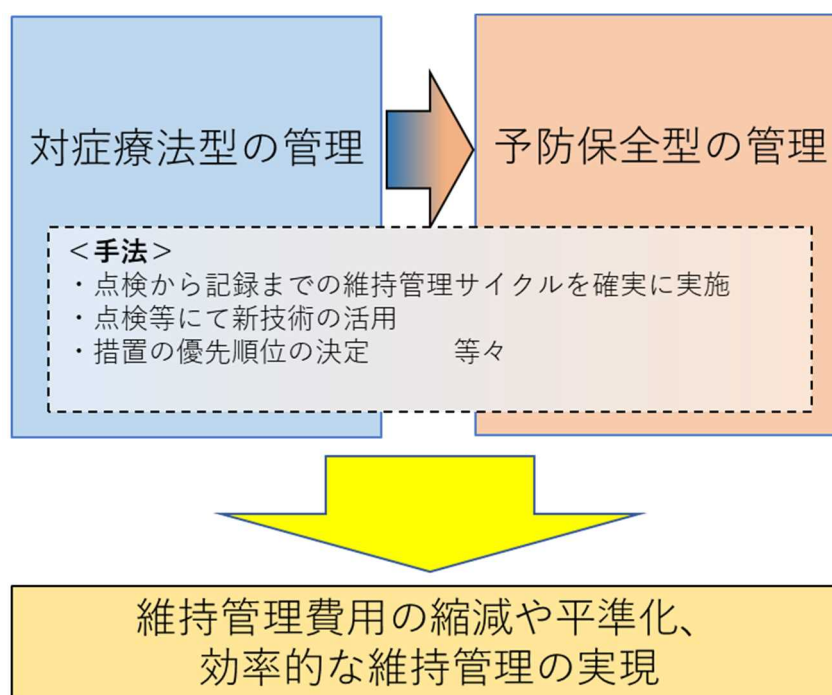 対症療法型の管理
予防保全型の管理
＜手法＞
・点検から記録までの維持管理サイクルを確実に実施
・点検等にて新技術の活用
・措置の優先順位の決定　　　等々
維持管理費用の縮減や平準化、
効率的な維持管理の実現